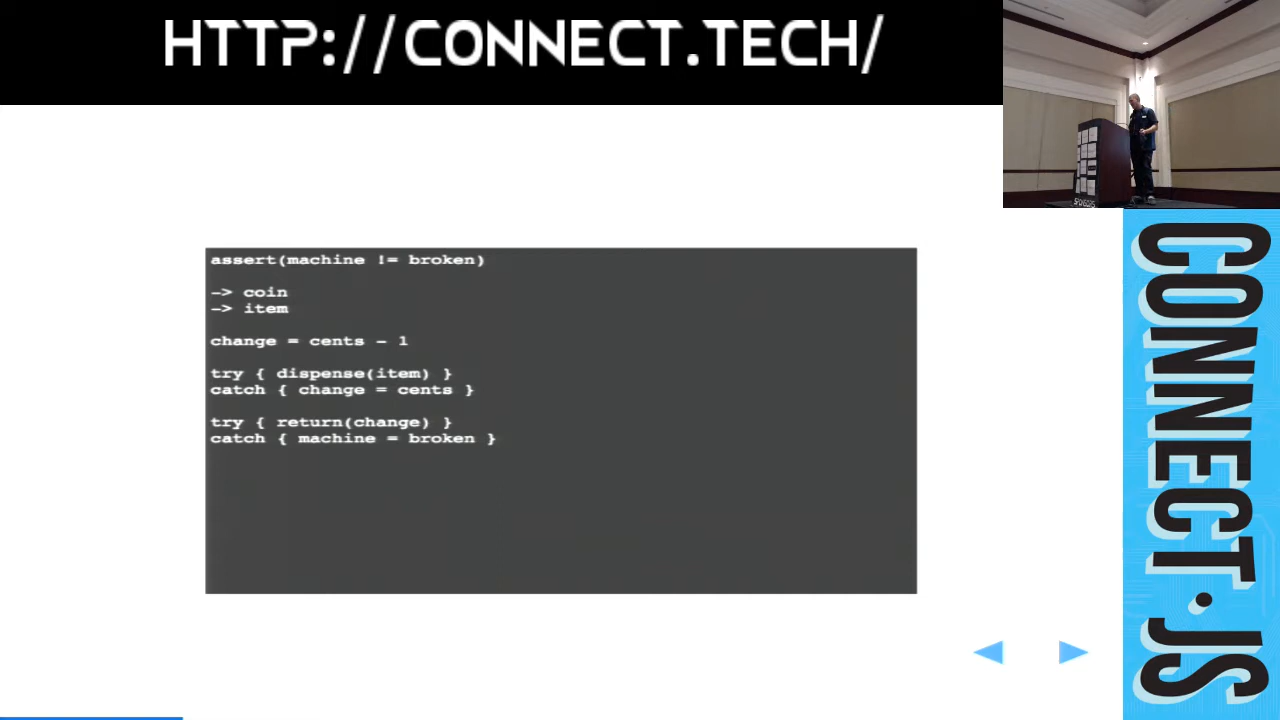 HTTP://CONNECT.TECH/
assert(machine != broken)
-> coin
-> item
change = cents - 1
try { dispense(item) }
catch { change = cents }
try { return(change) }
catch { machine = broken }
CONNECT.JS
SPONSORS